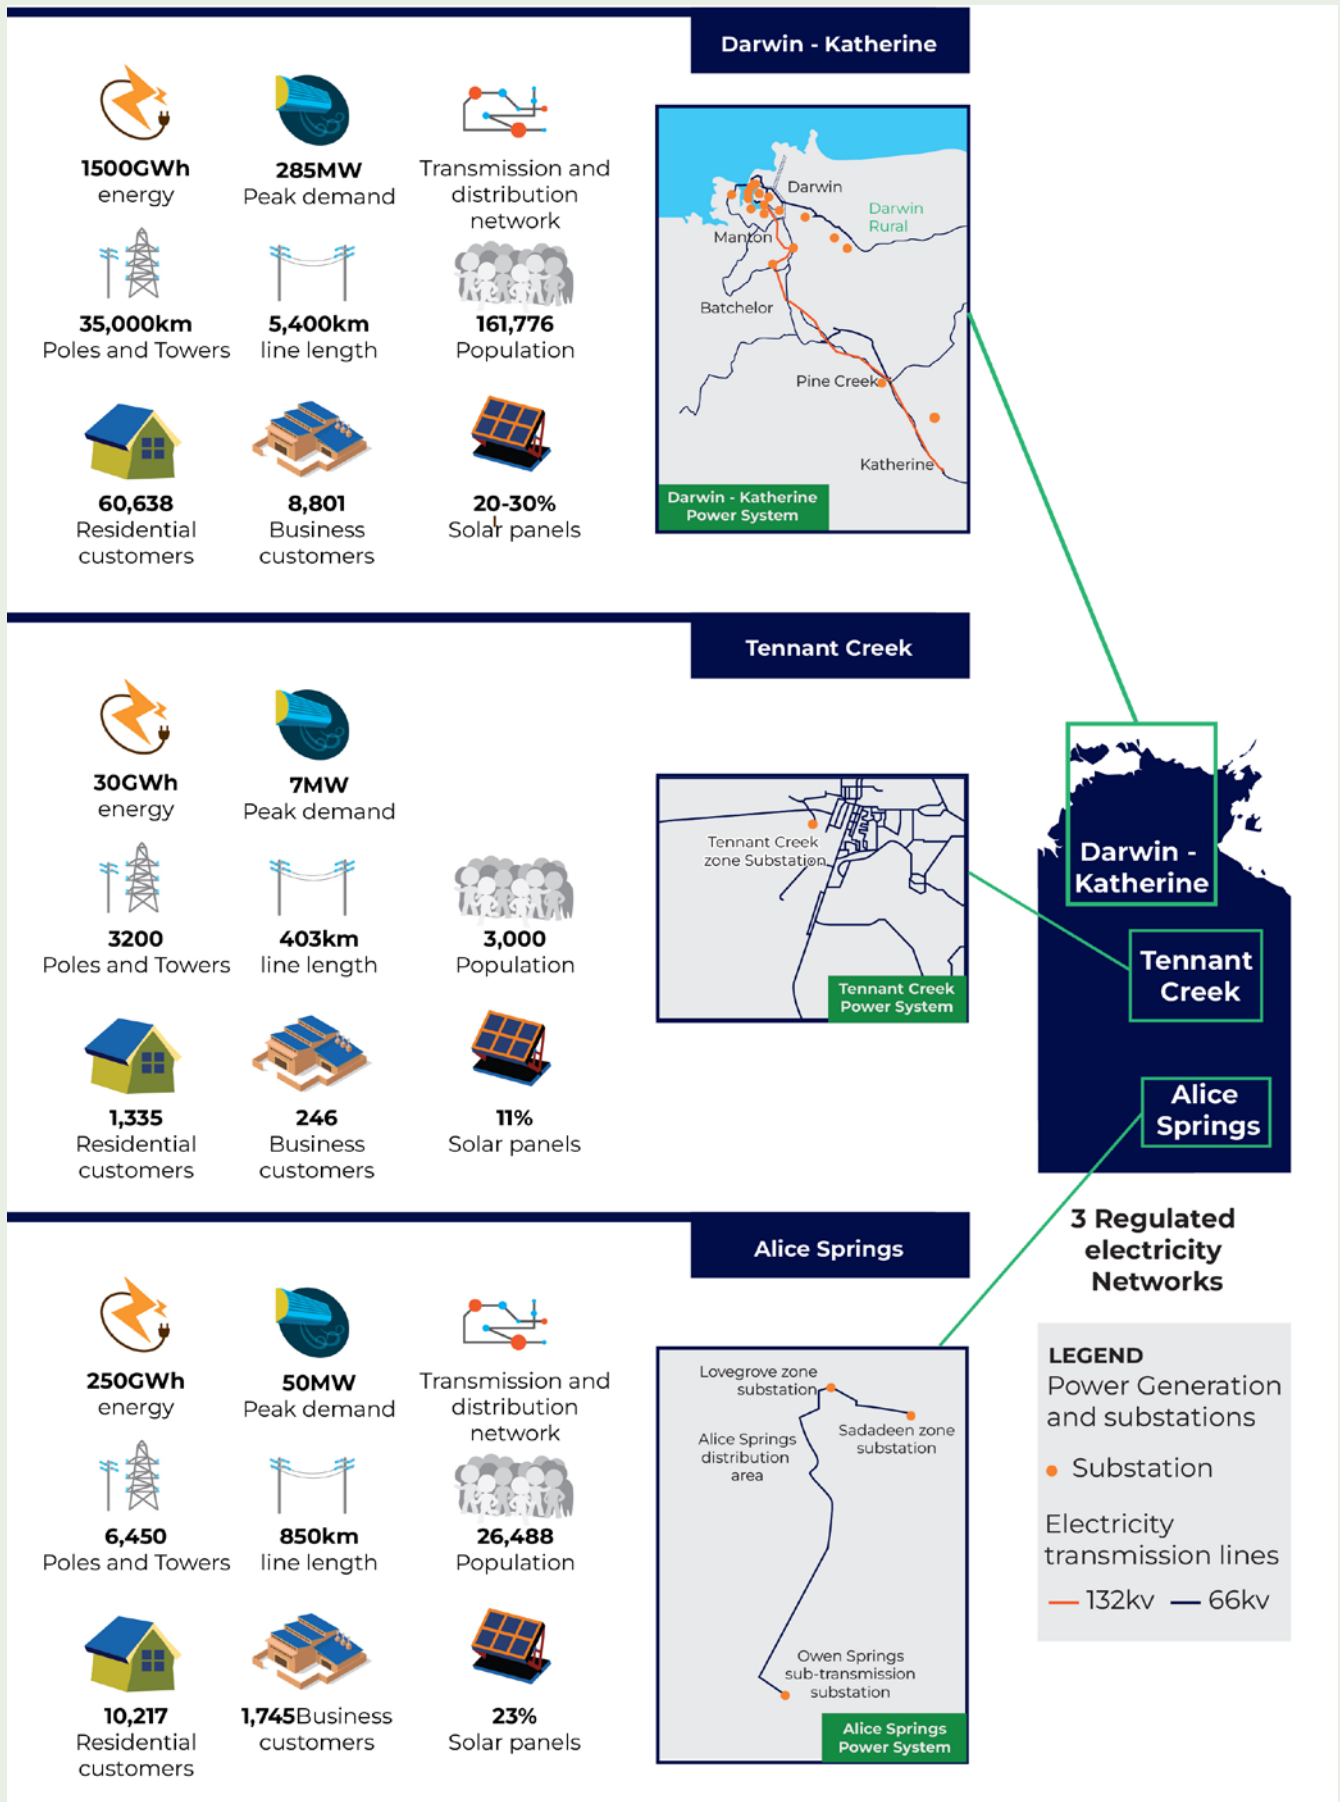 Darwin - Katherine
1500GWh
energy
285MW
Peak demand
Transmission and
distribution
network
35,000km
Poles and Towers
5,400km
line length
161,776
Population
60,638
Residential
customers
8,801
Business
customers
20-30%
Solar panels
Darwin
Darwin
Rural
Manton
Batchelor
Pine Creek
Katherine
Darwin - Katherine
Power System
Tennant Creek
30GWh
energy
7MW
Peak demand
3200
Poles and Towers
403km
line length
3,000
Population
1,335
Residential
customers
246
Business
customers
11%
Solar panels
Tennant Creek
zone Substation
Tennant Creek
Power System
Darwin -
Katherine
Tennant
Creek
Alice
Springs
3 Regulated
electricity
Networks
Alice Springs
250GWh
energy
50MW
Peak demand
Transmission and
distribution
network
6,450
Poles and Towers
850km
line length
26,488
Population
10,217
Residential
customers
1,745Business
customers
23%
Solar panels
Lovegrove zone
substation
Sadadeen zone
substation
Alice Springs
distribution
area
Owen Springs
sub-transmission
substation
Alice Springs
Power System
LEGEND
Power Generation
and substations
Substation
Electricity
transmission lines
132kv
66kv